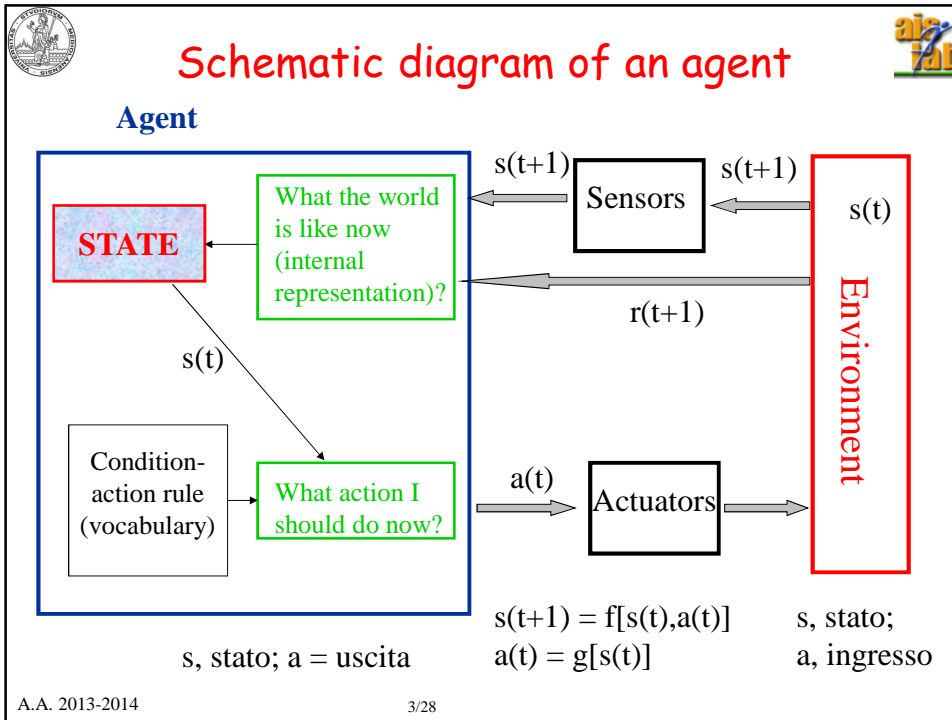 Schematic diagram of an agent
ais
lab
Agent
What the world
is like now
(internal
representation)?
STATE
s(t)
Condition-
action rule
(vocabulary)
What action I
should do now?
s(t+1)
Sensors
s(t+1)
s(t)
r(t+1)
Environment
a(t)
Actuators
s(t+1) = f[s(t),a(t)]
a(t) = g[s(t)]
s, stato;
a, ingresso
s, stato; a = uscita
A.A. 2013-2014
3/28